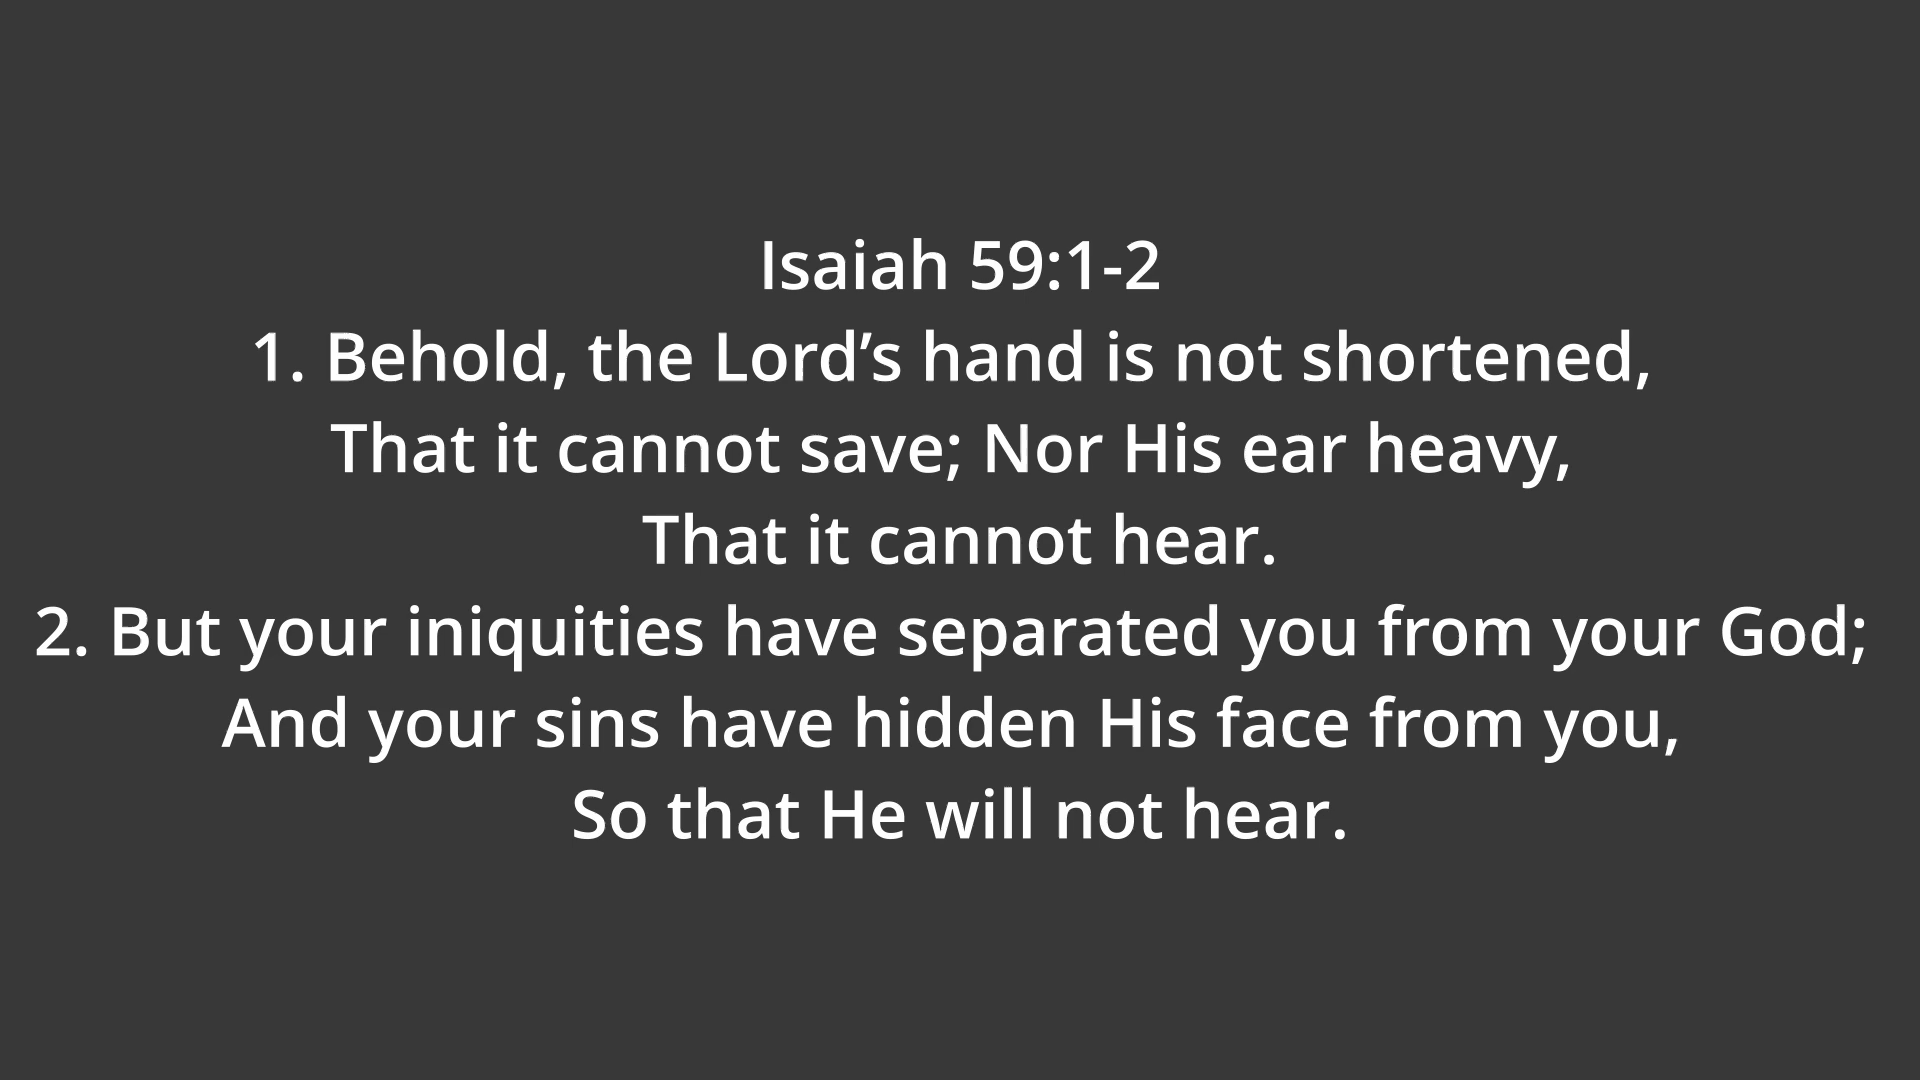 Isaiah 59:1-2
1. Behold, the Lord’s hand is not shortened,
That it cannot save; Nor His ear heavy,
That it cannot hear.
2. But your iniquities have separated you from your God;
And your sins have hidden His face from you,
So that He will not hear.